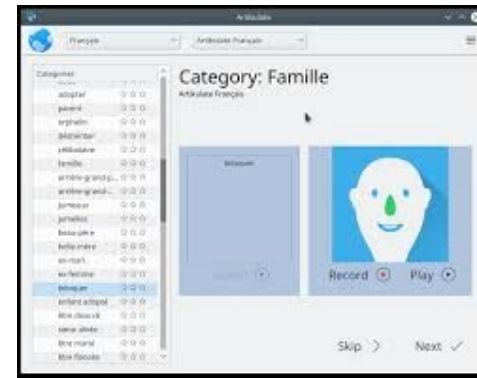 Artikulate
Français
Artikulate Français
Categories
Category: Famille
Artikulate Français
adopter
parent
orphelin
déshériter
célibataire
famille
arrière-grand-p...
arrière-grand-...
jumeaux
jumelles
beau-père
belle-mère
ex-mari
ex-femme
éduquer
éduquer
enfant adopté
être divorcé
sœur aînée
être marié
être fiancée
Record
Play
Skip
Next